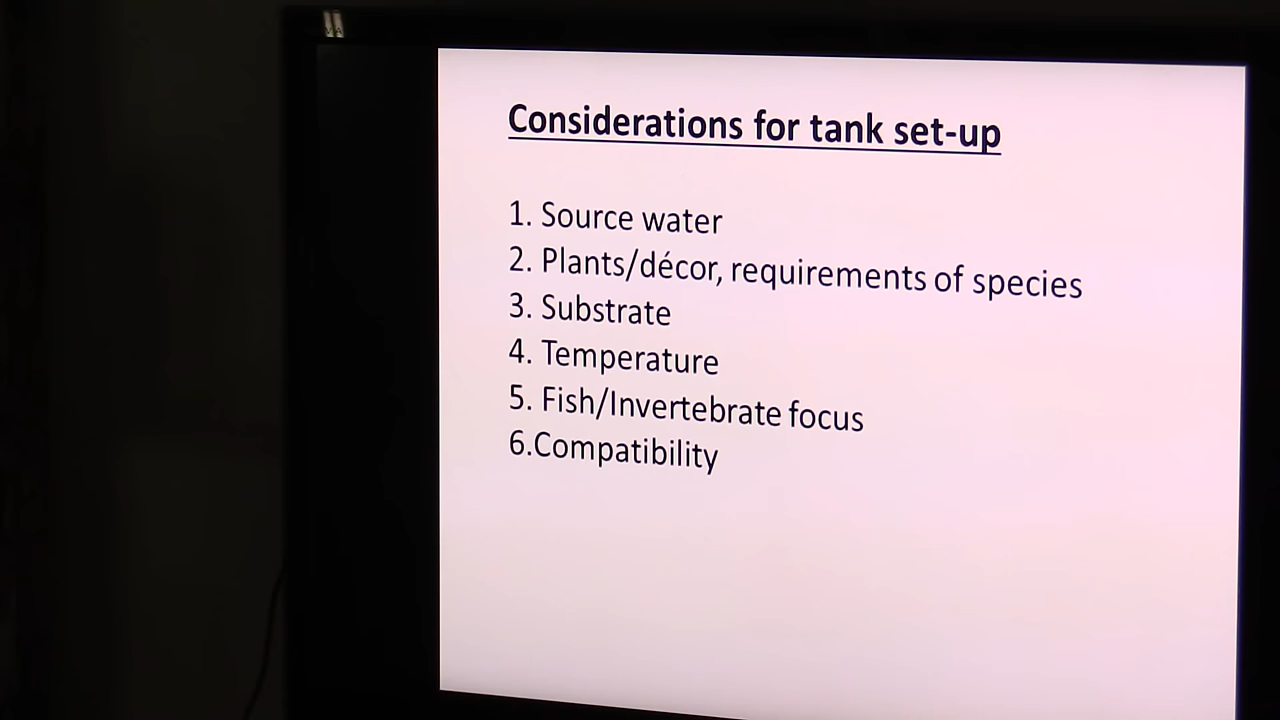 Considerations for tank set-up
1. Source water
2. Plants/décor, requirements of species
3. Substrate
4. Temperature
5. Fish/Invertebrate focus
6.Compatibility